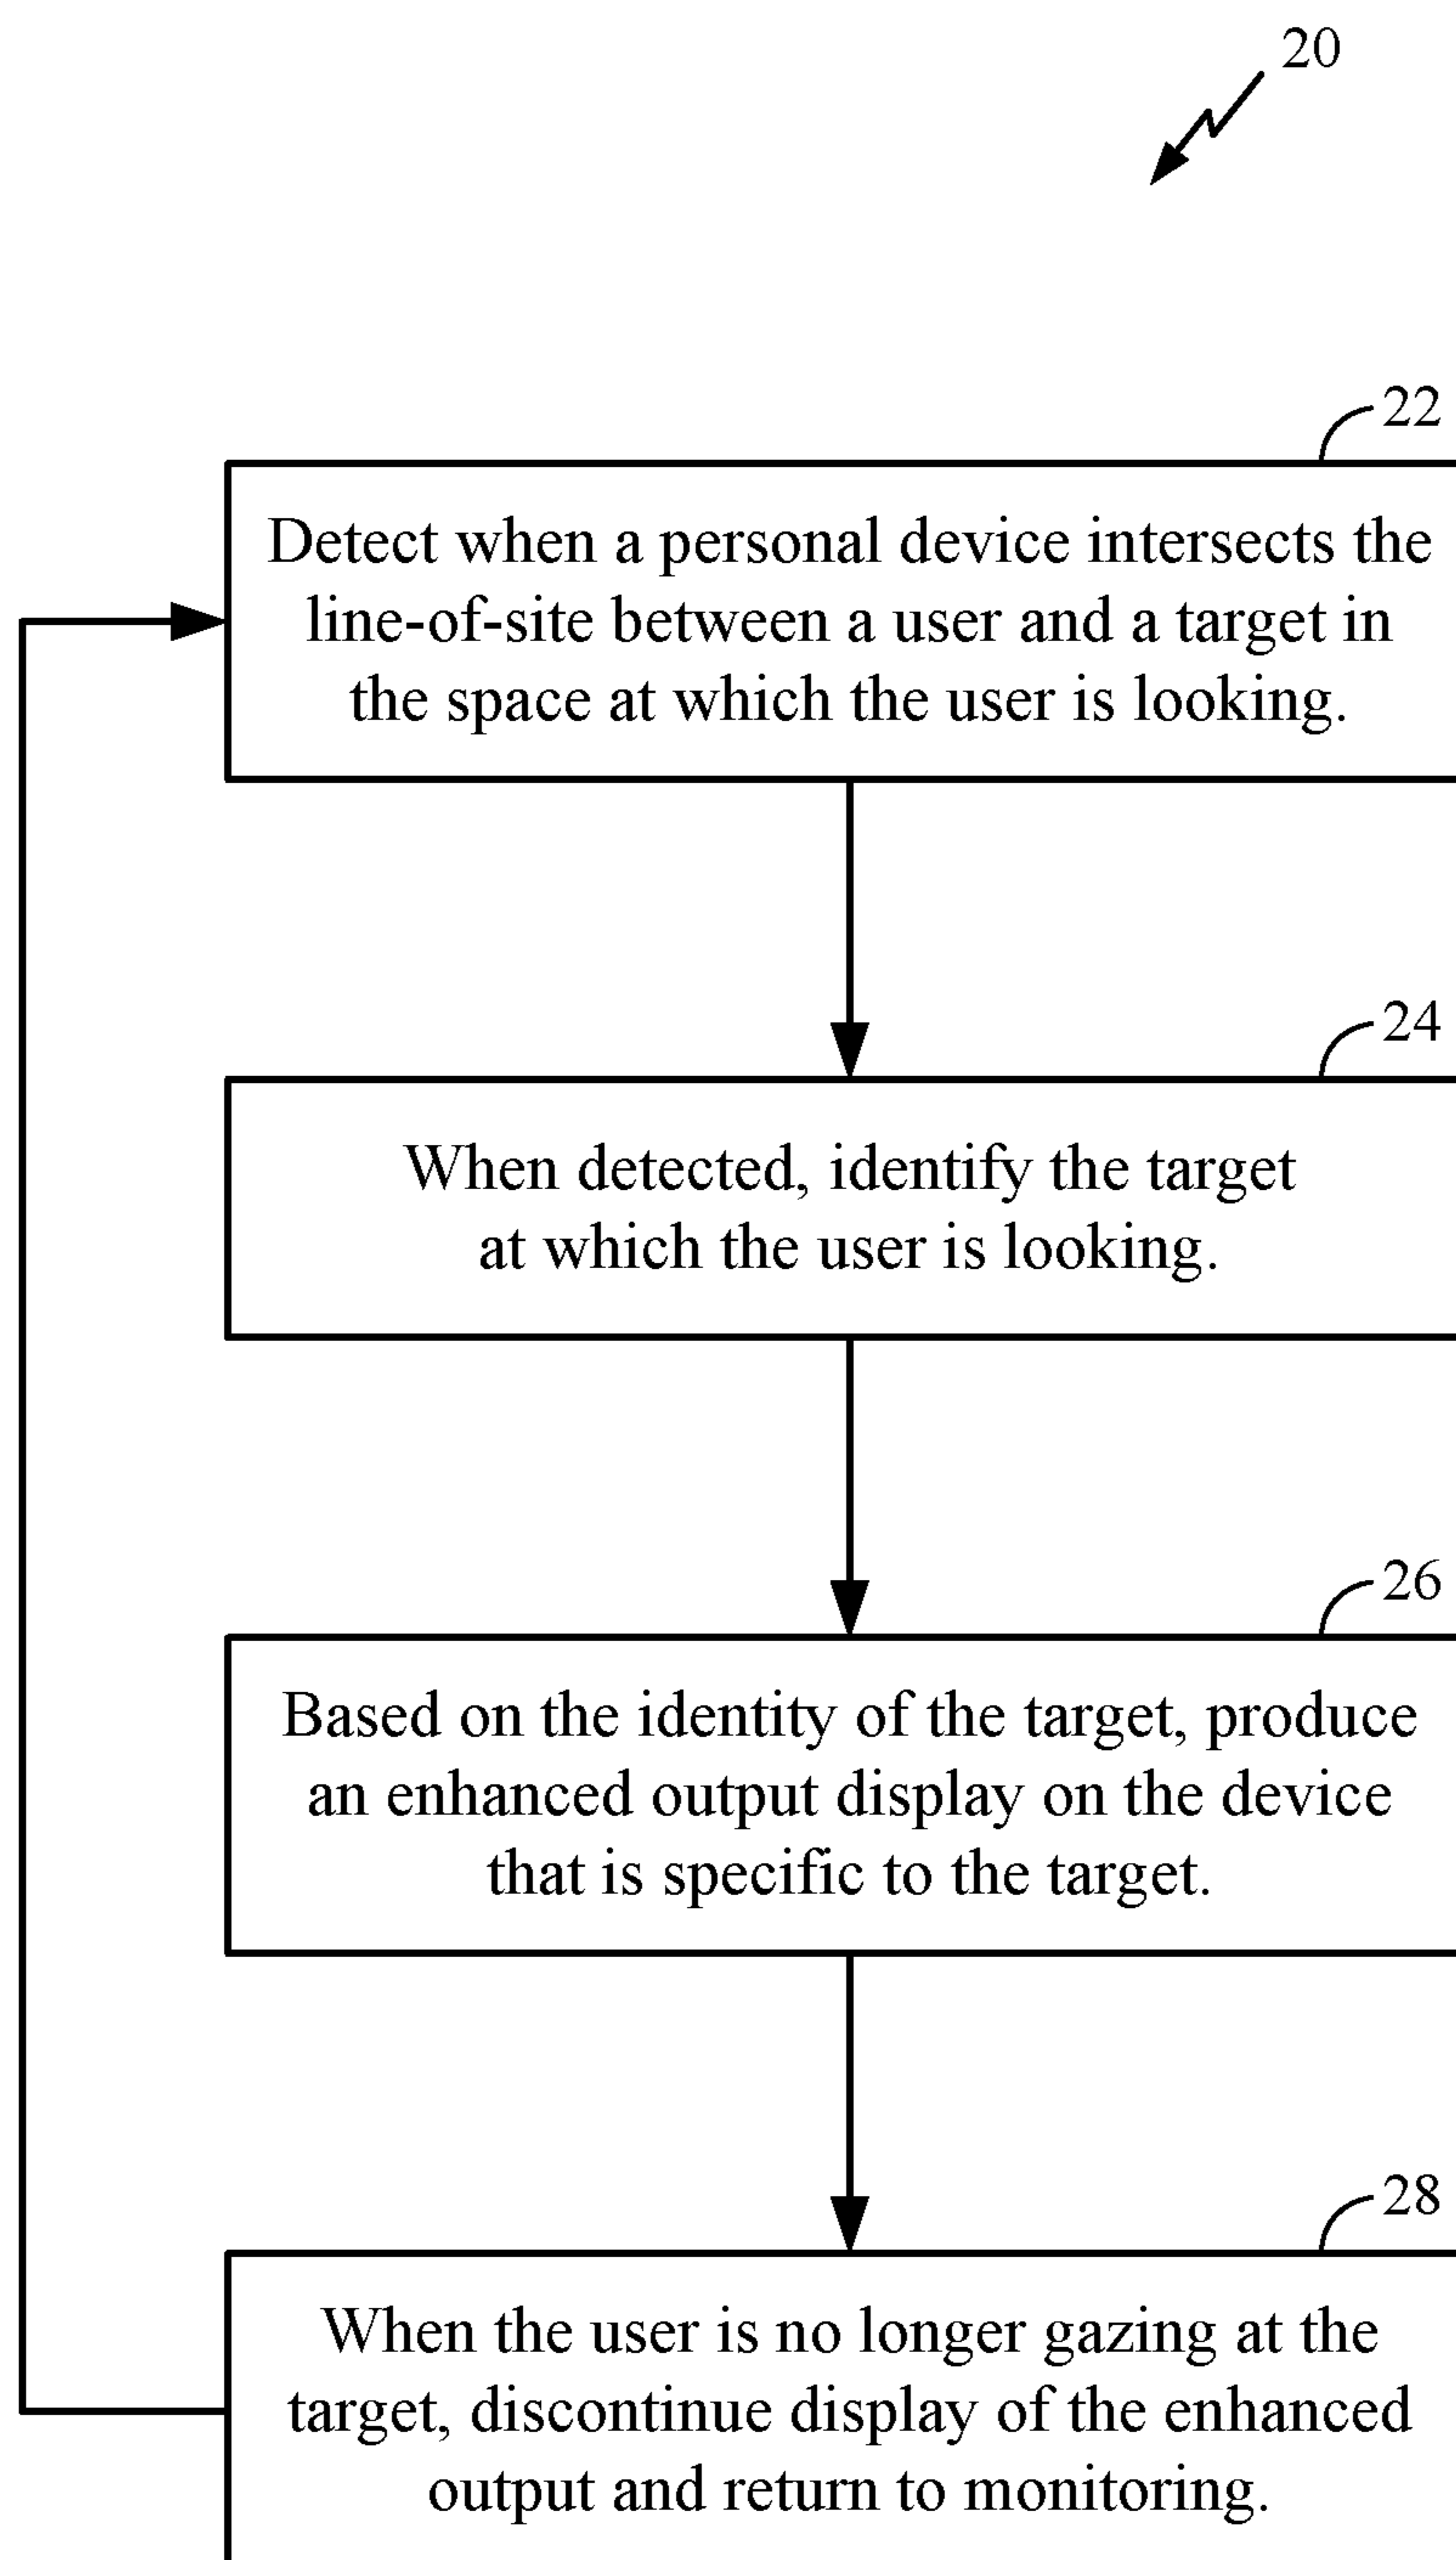 20
22
Detect when a personal device intersects the
line-of-site between a user and a target in
the space at which the user is looking.
24
When detected, identify the target
at which the user is looking.
26
Based on the identity of the target, produce
an enhanced output display on the device
that is specific to the target.
28
When the user is no longer gazing at the
target, discontinue display of the enhanced
output and return to monitoring.